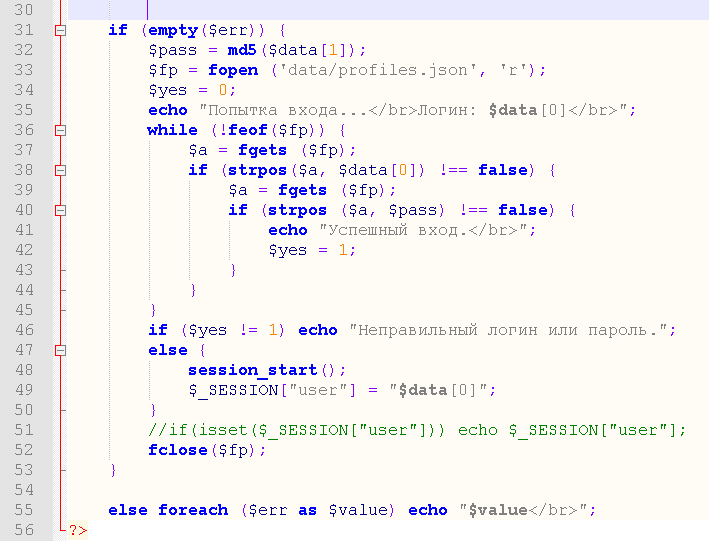 30
31 if (empty($err)) {
32 $pass = md5($data[1]);
33 $fp = fopen ('data/profiles.json', 'r');
34 $yes = 0;
35 echo "Попытка входа...</br>Логин: $data[0]</br>";
36 while (!feof($fp)) {
37 $a = fgets ($fp);
38 if (strpos($a, $data[0]) !== false) {
39 $a = fgets ($fp);
40 if (strpos ($a, $pass) !== false) {
41 echo "Успешный вход.</br>";
42 $yes = 1;
43 }
44 }
45 }
46 if ($yes != 1) echo "Неправильный логин или пароль.";
47 else {
48 session_start();
49 $_SESSION["user"] = "$data[0]";
50 }
51 //if(isset($_SESSION["user"])) echo $_SESSION["user"];
52 fclose($fp);
53 }
54
55 else foreach ($err as $value) echo "$value</br>";
56 ?>